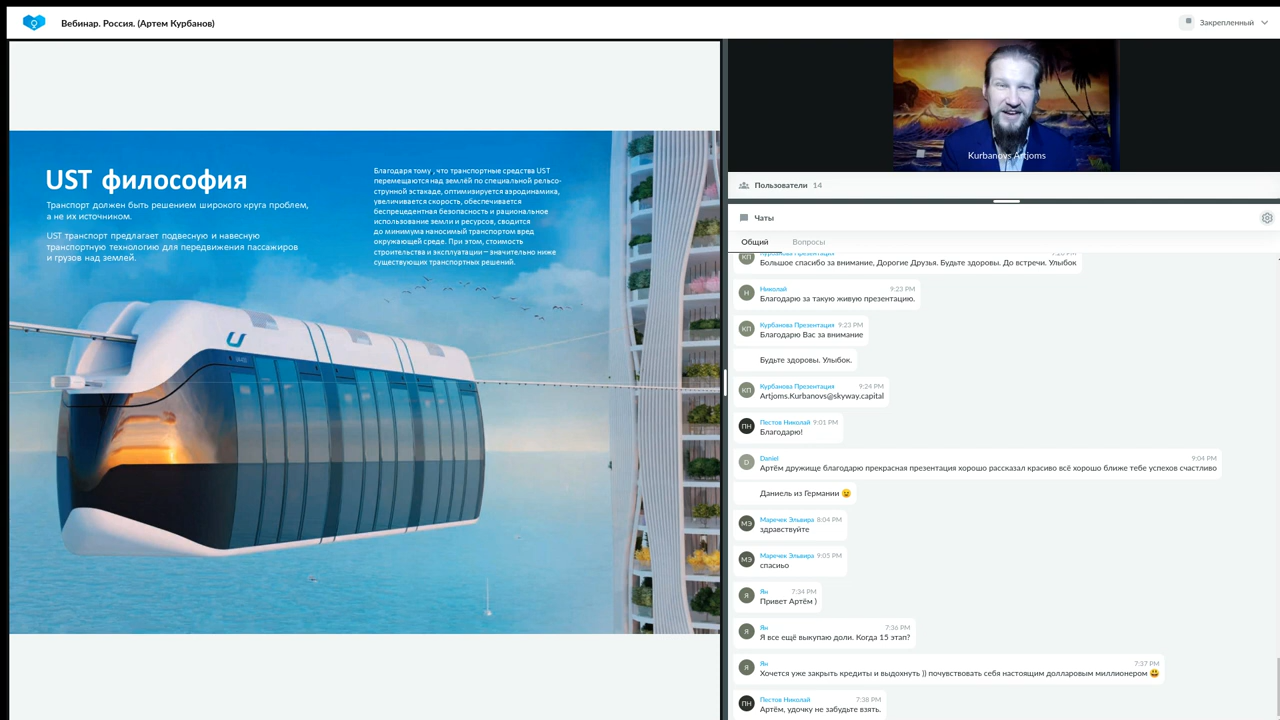 Вебинар. Россия. (Артем Курбанов)
Закрепленный
UST философия
Транспорт должен быть решением широкого круга проблем,
а не их источником.
UST транспорт предлагает подвесную и навесную
транспортную технологию для передвижения пассажиров
и грузов над землей.
Благодаря тому , что транспортные средства UST
перемещаются над землёй по специальной рельсо-
струнной эстакаде, оптимизируется аэродинамика,
увеличивается скорость, обеспечивается
беспрецедентная безопасность и рациональное
использование земли и ресурсов, сводится
до минимума наносимый транспортом вред
окружающей среде. При этом, стоимость
строительства и эксплуатации – значительно ниже
существующих транспортных решений.
Kurbanovs Artjoms
Пользователи 14
Чаты
Общий Вопросы
КП
Большое спасибо за внимание, Дорогие Друзья. Будьте здоровы. До встречи. Улыбок
Николай 9:23 PM
Н
Благодарю за такую живую презентацию.
Курбанова Презентация 9:23 PM
КП
Благодарю Вас за внимание
Будьте здоровы. Улыбок.
Курбанова Презентация 9:24 PM
КП
Artjoms.Kurbanovs@skyway.capital
Пестов Николай 9:01 PM
ПН
Благодарю!
Daniel 9:04 PM
D
Артём дружище благодарю прекрасная презентация хорошо рассказал красиво всё хорошо ближе тебе успехов счастливо
Даниель из Германии 😉
Маречек Эльвира 8:04 PM
МЭ
здравствуйте
Маречек Эльвира 9:05 PM
МЭ
спасиьо
Ян 7:34 PM
Я
Привет Артём )
Ян 7:36 PM
Я
Я все ещё выкупаю доли. Когда 15 этап?
Ян 7:37 PM
Я
Хочется уже закрыть кредиты и выдохнуть )) почувствовать себя настоящим долларовым миллионером 😃
Пестов Николай 7:38 PM
ПН
Артём, удочку не забудьте взять.